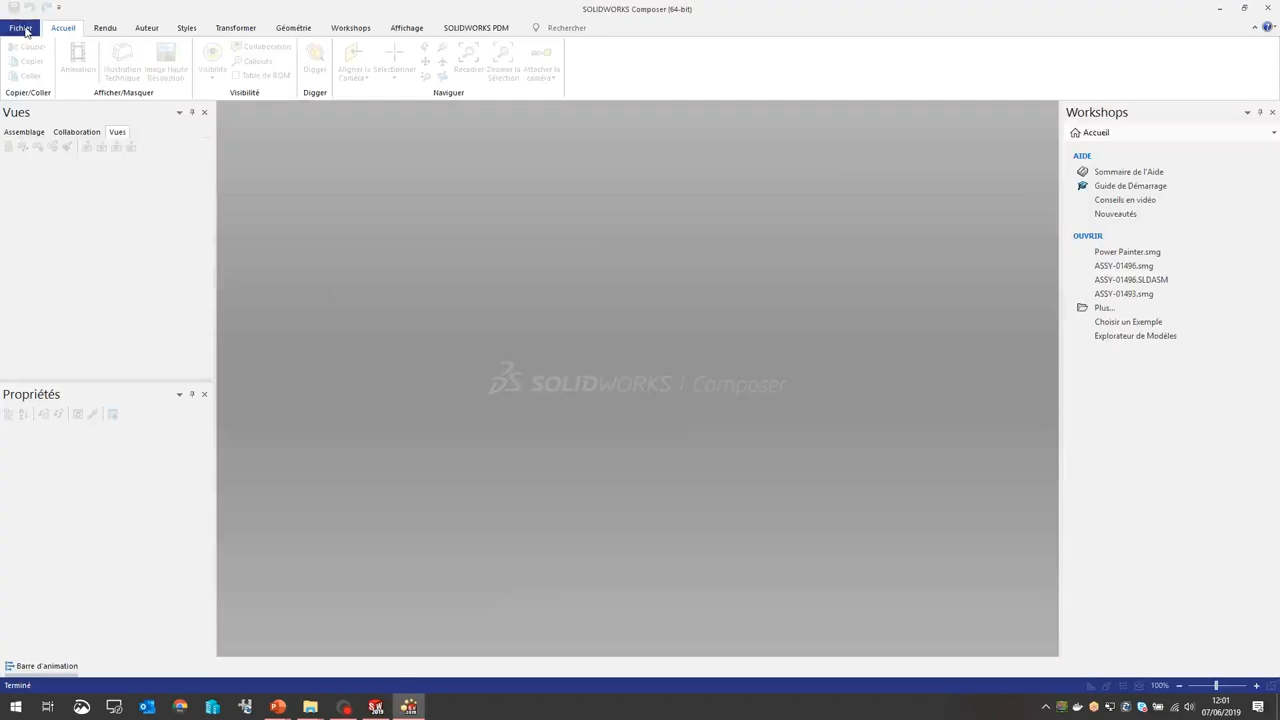 SOLIDWORKS Composer (64-bit)
Fichier Accueil Rendu Auteur Styles Transformer Géométrie Workshops Affichage SOLIDWORKS PDM Rechercher
Couper
Copier
Coller
Copier/Coller
Animation
Illustration Technique
Image Haute Résolution
Afficher/Masquer
Visibilité
Collaboration
Callouts
Table de BOM
Visibilité
Digger
Digger
Aligner la Caméra
Sélectionner
Recadrer
Zoomer la Sélection
Attacher la caméra
Naviguer
Vues
Assemblage Collaboration Vues
Propriétés
SOLIDWORKS | Composer
Workshops
Accueil
AIDE
Sommaire de l'Aide
Guide de Démarrage
Conseils en vidéo
Nouveautés
OUVRIR
Power Painter.smg
ASSY-01496.smg
ASSY-01496.SLDASM
ASSY-01493.smg
Plus...
Choisir un Exemple
Explorateur de Modèles
Barre d'animation
Terminé
100%
12:01
07/06/2019